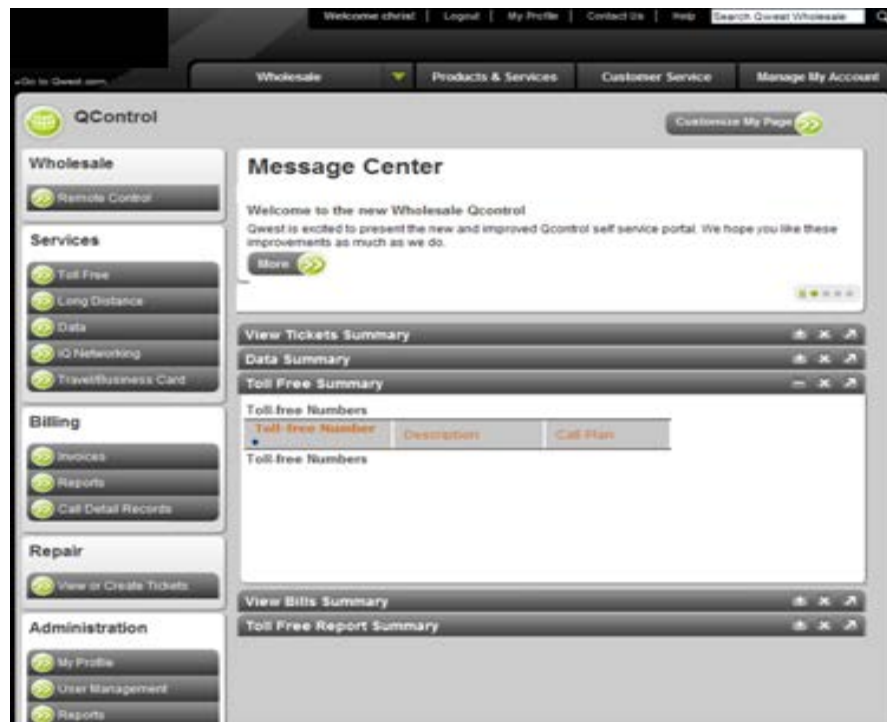 Welcome chris! | Logout | My Profile | Contact Us | Help Search Qwest Wholesale
Go to Qwest.com
Wholesale Products & Services Customer Service Manage My Account
QControl
Customize My Page
Wholesale
Remote Control
Services
Toll Free
Long Distance
Data
iQ Networking
Travel/Business Card
Billing
Invoices
Reports
Call Detail Records
Repair
View or Create Tickets
Administration
My Profile
User Management
Reports
Message Center
Welcome to the new Wholesale Qcontrol
Qwest is excited to present the new and improved Qcontrol self service portal. We hope you like these
improvements as much as we do.
More
View Tickets Summary
Data Summary
Toll Free Summary
Toll-free Numbers
Toll-free Number Description Call Plan
Toll-free Numbers
View Bills Summary
Toll Free Report Summary